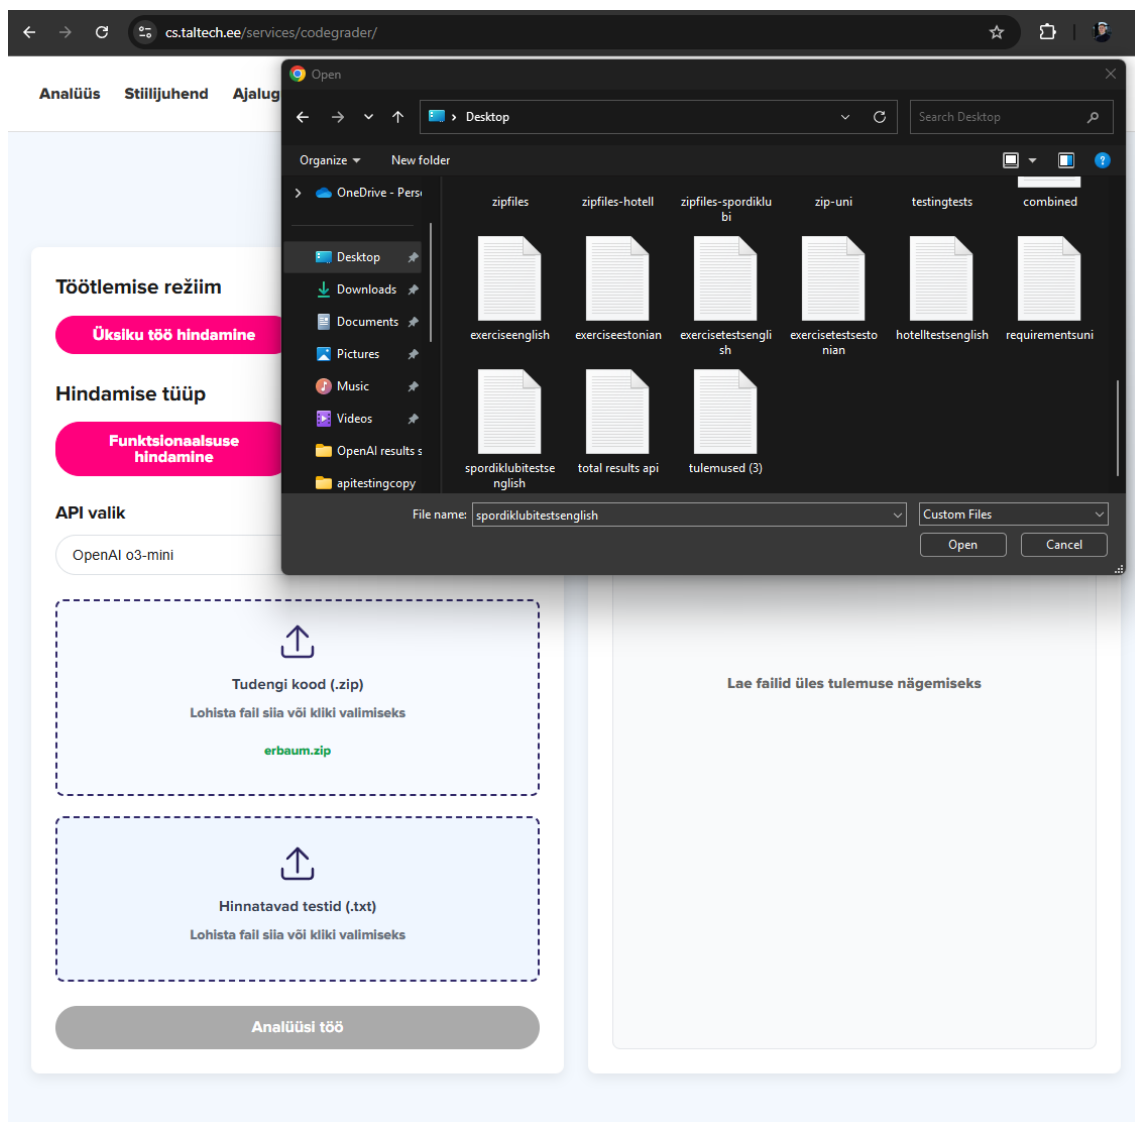 cs.taltech.ee/services/codegrader/
Analüüs Stiilijuhend Ajalug
Open
Desktop
Search Desktop
Organize New folder
OneDrive - Pers
Desktop
Downloads
Documents
Pictures
Music
Videos
OpenAI results s
apitestingcopy
zipfiles
zipfiles-hotell
zipfiles-spordiklu
bi
zip-uni
testingtests
combined
exerciseenglish
exerciseestonian
exercisetestsengli
sh
exercisetestsesto
nian
hotelltestsenglish
requirementsuni
spordiklubitestse
nglish
total results api
tulemused (3)
File name: spordiklubitestsenglish
Custom Files
Open Cancel
Töötlemise režiim
Üksiku töö hindamine
Hindamise tüüp
Funktsionaalsuse
hindamine
API valik
OpenAI o3-mini
Tudengi kood (.zip)
Lohista fail siia või kliki valimiseks
erbaum.zip
Hinnatavad testid (.txt)
Lohista fail siia või kliki valimiseks
Analüüsi töö
Lae failid üles tulemuse nägemiseks